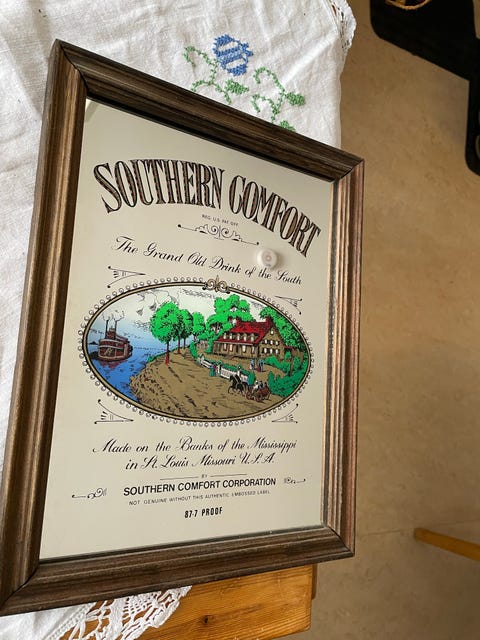 SOUTHERN COMFORT
REG. U.S. PAT. OFF.
The Grand Old Drink of the South
Made on the Banks of the Mississippi
in St. Louis Missouri U.S.A.
BY
SOUTHERN COMFORT CORPORATION
NOT GENUINE WITHOUT THIS AUTHENTIC EMBOSSED LABEL
87·7 PROOF